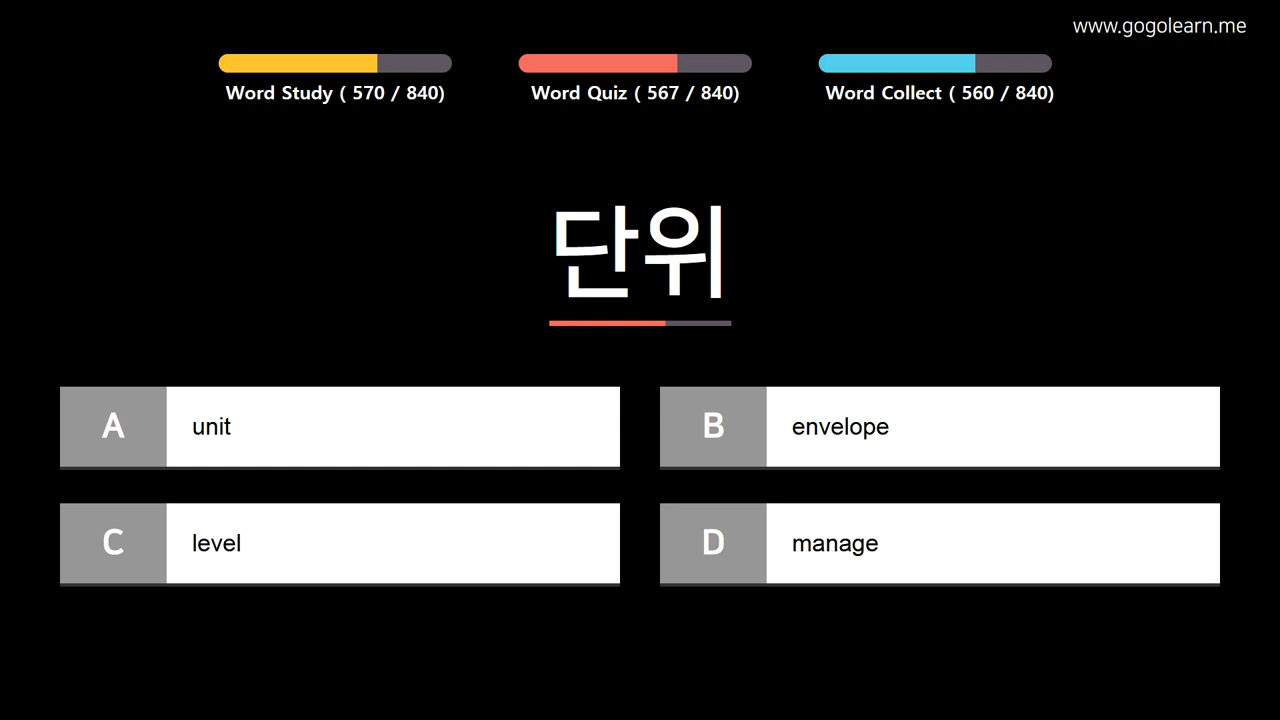 www.gogolearn.me
Word Study ( 570 / 840)
Word Quiz ( 567 / 840)
Word Collect ( 560 / 840)
단위
A unit
B envelope
C level
D manage